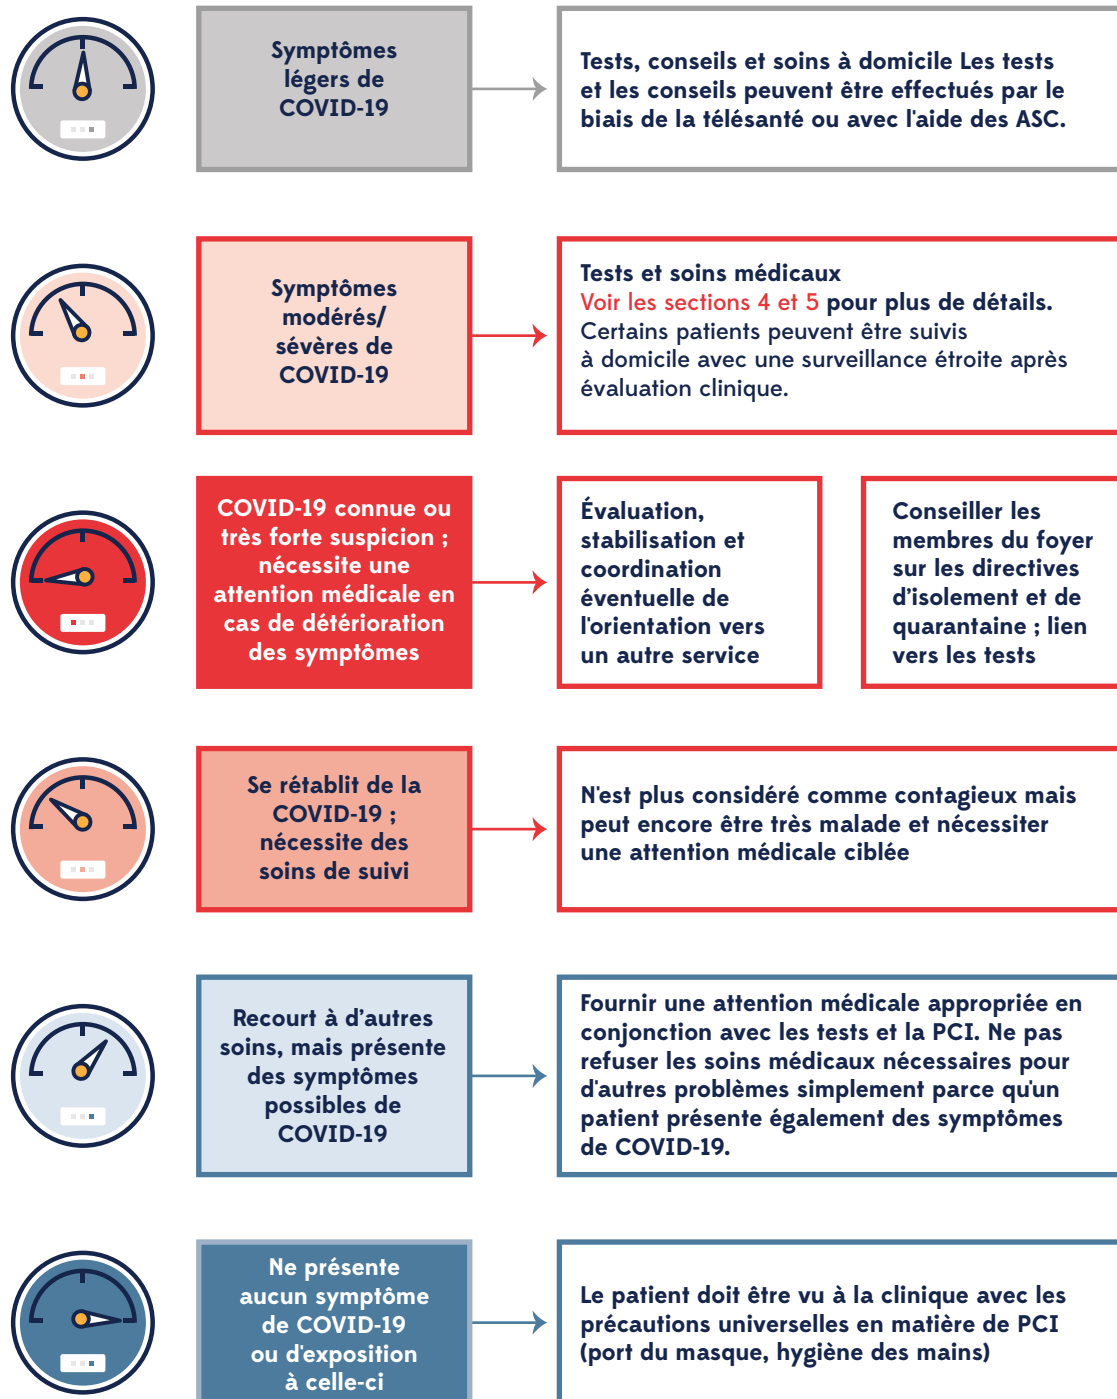 Symptômes
légers de
COVID-19
Tests, conseils et soins à domicile Les tests
et les conseils peuvent être effectués par le
biais de la télésanté ou avec l'aide des ASC.
Symptômes
modérés/
sévères de
COVID-19
Tests et soins médicaux
Voir les sections 4 et 5 pour plus de détails.
Certains patients peuvent être suivis
à domicile avec une surveillance étroite après
évaluation clinique.
COVID-19 connue ou
très forte suspicion ;
nécessite une
attention médicale en
cas de détérioration
des symptômes
Évaluation,
stabilisation et
coordination
éventuelle de
l'orientation vers
un autre service
Conseiller les
membres du foyer
sur les directives
d’isolement et de
quarantaine ; lien
vers les tests
Se rétablit de la
COVID-19 ;
nécessite des
soins de suivi
N'est plus considéré comme contagieux mais
peut encore être très malade et nécessiter
une attention médicale ciblée
Recourt à d’autres
soins, mais présente
des symptômes
possibles de
COVID-19
Fournir une attention médicale appropriée en
conjonction avec les tests et la PCI. Ne pas
refuser les soins médicaux nécessaires pour
d'autres problèmes simplement parce qu'un
patient présente également des symptômes
de COVID-19.
Ne présente
aucun symptôme
de COVID-19
ou d'exposition
à celle-ci
Le patient doit être vu à la clinique avec les
précautions universelles en matière de PCI
(port du masque, hygiène des mains)